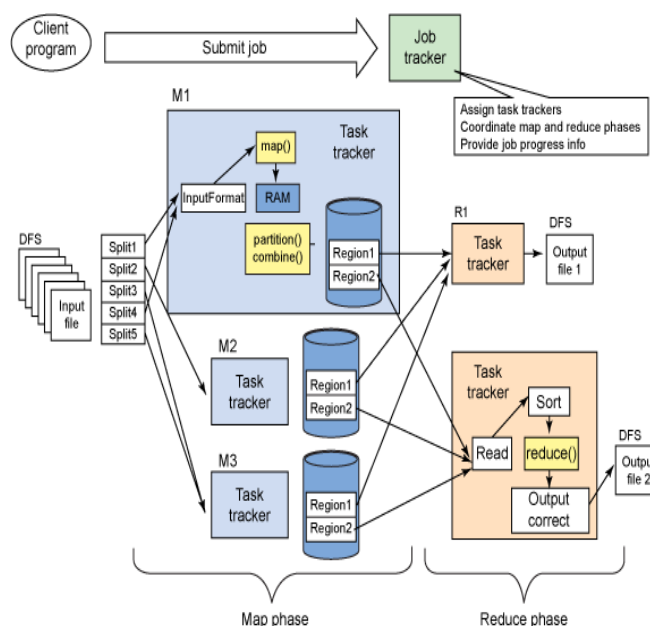 Client
program
Submit job
Job
tracker
Assign task trackers
Coordinate map and reduce phases
Provide job progress info
M1
Task
tracker
map()
InputFormat
RAM
partition()
combine()
Region1
Region2
DFS
Input
file
Split1
Split2
Split3
Split4
Split5
M2
Task
tracker
Region1
Region2
M3
Task
tracker
Region1
Region2
R1
Task
tracker
DFS
Output
file 1
Task
tracker
Sort
Read
reduce()
Output
correct
DFS
Output
file 2
Map phase
Reduce phase